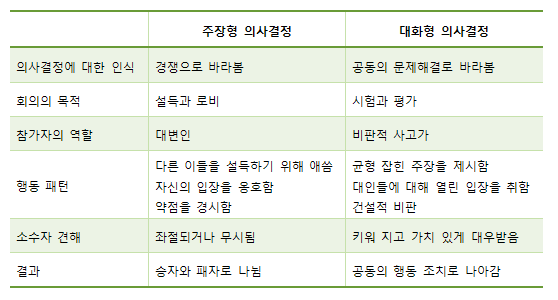 주장형 의사결정 대화형 의사결정
의사결정에 대한 인식 경쟁으로 바라봄 공동의 문제해결로 바라봄
회의의 목적 설득과 로비 시험과 평가
참가자의 역할 대변인 비판적 사고가
다른 이들을 설득하기 위해 애씀 균형 잡힌 주장을 제시함
행동 패턴 자신의 입장을 옹호함 대인들에 대해 열린 입장을 취함
약점을 경시함 건설적 비판
소수자 견해 좌절되거나 무시됨 키워 지고 가치 있게 대우받음
결과 승자와 패자로 나뉨 공동의 행동 조치로 나아감